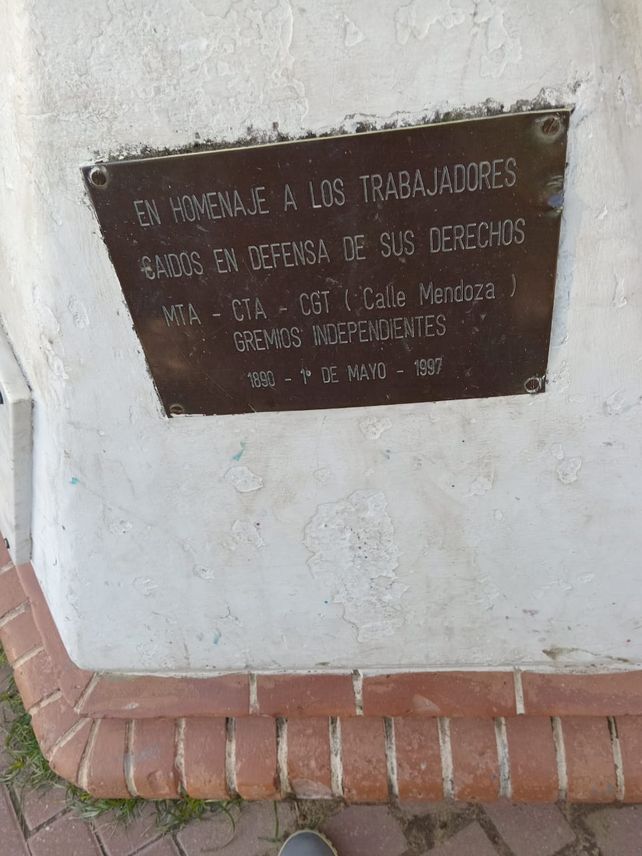 EN HOMENAJE A LOS TRABAJADORES
CAIDOS EN DEFENSA DE SUS DERECHOS
MTA - CTA - CGT ( Calle Mendoza )
GREMIOS INDEPENDIENTES
1890 - 1º DE MAYO - 1997